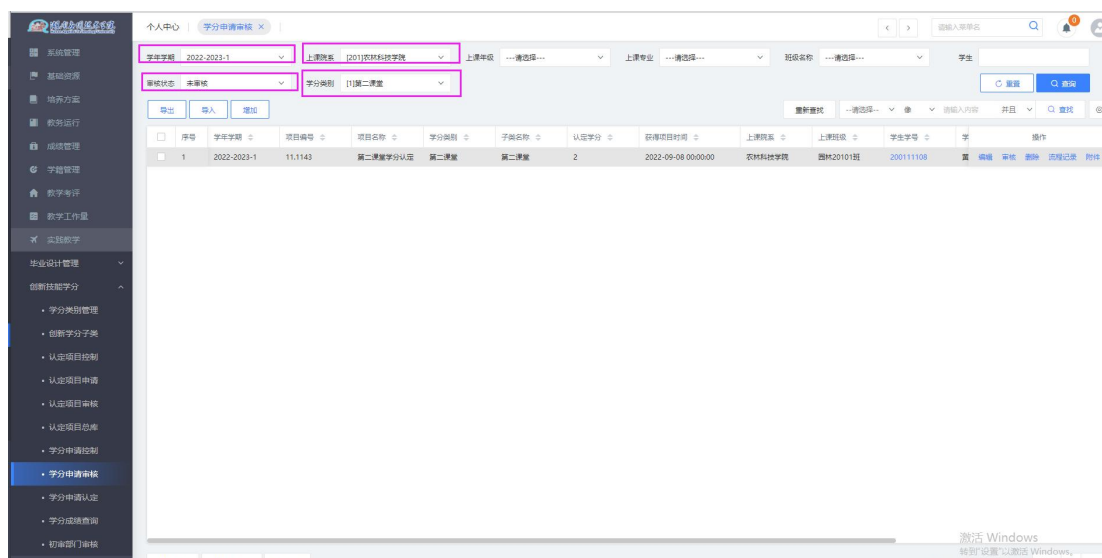 个人中心 学分申请审核 × 请输入菜单名 0
系统管理
基础资源
培养方案
教务运行
成绩管理
学籍管理
教学考评
教学工作量
实践教学
毕业设计管理
创新技能学分
• 学分类别管理
• 创新学分子类
• 认定项目控制
• 认定项目申请
• 认定项目审核
• 认定项目总库
• 学分申请控制
• 学分申请审核
• 学分申请认定
• 学分成绩查询
• 初审部门审核
学年学期 2022-2023-1 上课院系 [201]农林科技学院 上课年级 ---请选择--- 上课专业 ---请选择--- 班级名称 ---请选择--- 学生
审核状态 未审核 学分类别 [1]第二课堂 重置 查询
导出 导入 增加 重新查找 --请选择-- 像 请输入内容 并且 查找
序号 学年学期 项目编号 项目名称 学分类别 子类名称 认定学分 获得项目时间 上课院系 上课班级 学生学号 学 操作
1 2022-2023-1 11.1143 第二课堂学分认定 第二课堂 第二课堂 2 2022-09-08 00:00:00 农林科技学院 园林20101班 200111108 编辑 审核 删除 流程记录 附件
激活 Windows
转到"设置"以激活 Windows。